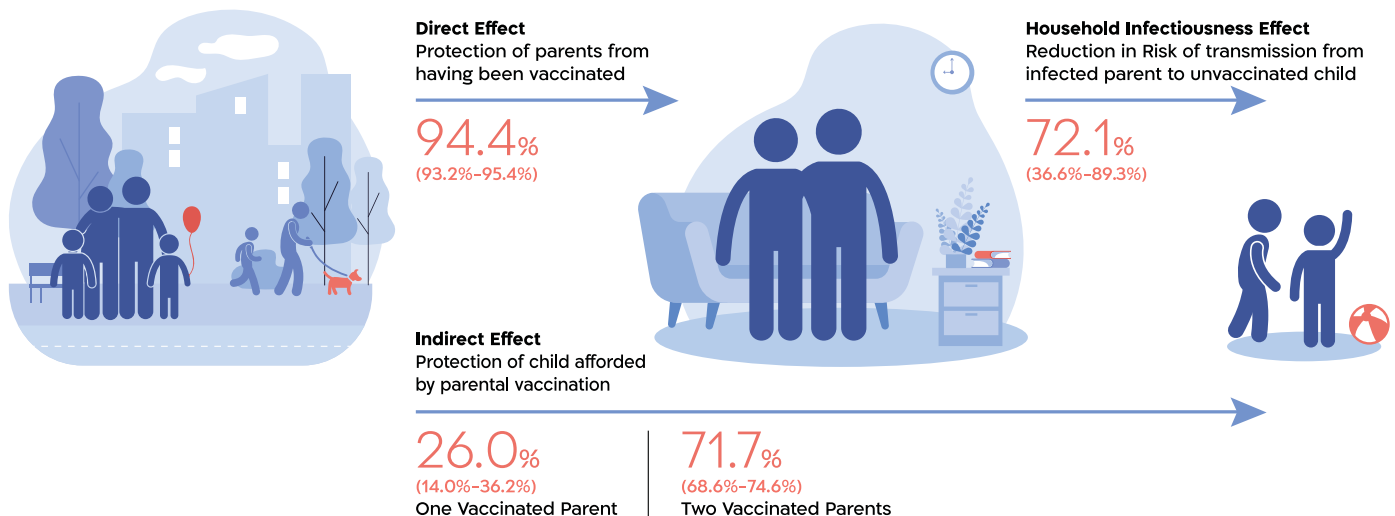 Direct Effect
Protection of parents from
having been vaccinated
94.4%
(93.2%–95.4%)
Household Infectiousness Effect
Reduction in Risk of transmission from
infected parent to unvaccinated child
72.1%
(36.6%–89.3%)
Indirect Effect
Protection of child afforded
by parental vaccination
26.0%
(14.0%–36.2%)
One Vaccinated Parent
71.7%
(68.6%–74.6%)
Two Vaccinated Parents